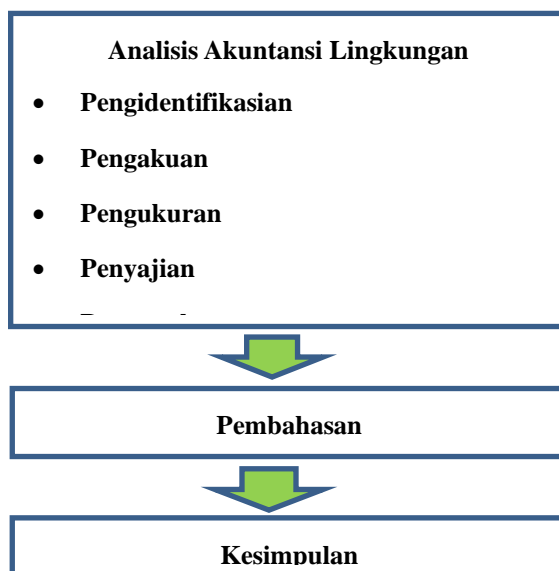 Analisis Akuntansi Lingkungan
• Pengidentifikasian
• Pengakuan
• Pengukuran
• Penyajian
Pembahasan
Kesimpulan